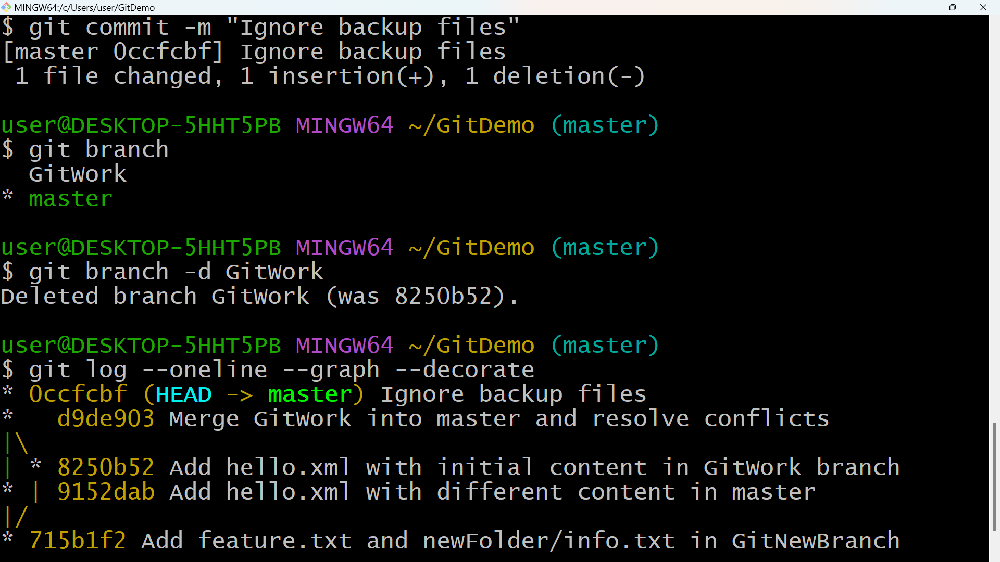 MINGW64:/c/Users/user/GitDemo
$ git commit -m "Ignore backup files"
[master 0ccfcbf] Ignore backup files
 1 file changed, 1 insertion(+), 1 deletion(-)
user@DESKTOP-5HHT5PB MINGW64 ~/GitDemo (master)
$ git branch
  GitWork
* master
user@DESKTOP-5HHT5PB MINGW64 ~/GitDemo (master)
$ git branch -d GitWork
Deleted branch GitWork (was 8250b52).
user@DESKTOP-5HHT5PB MINGW64 ~/GitDemo (master)
$ git log --oneline --graph --decorate
* 0ccfcbf (HEAD -> master) Ignore backup files
*   d9de903 Merge GitWork into master and resolve conflicts
|\
| * 8250b52 Add hello.xml with initial content in GitWork branch
* | 9152dab Add hello.xml with different content in master
|/
* 715b1f2 Add feature.txt and newFolder/info.txt in GitNewBranch